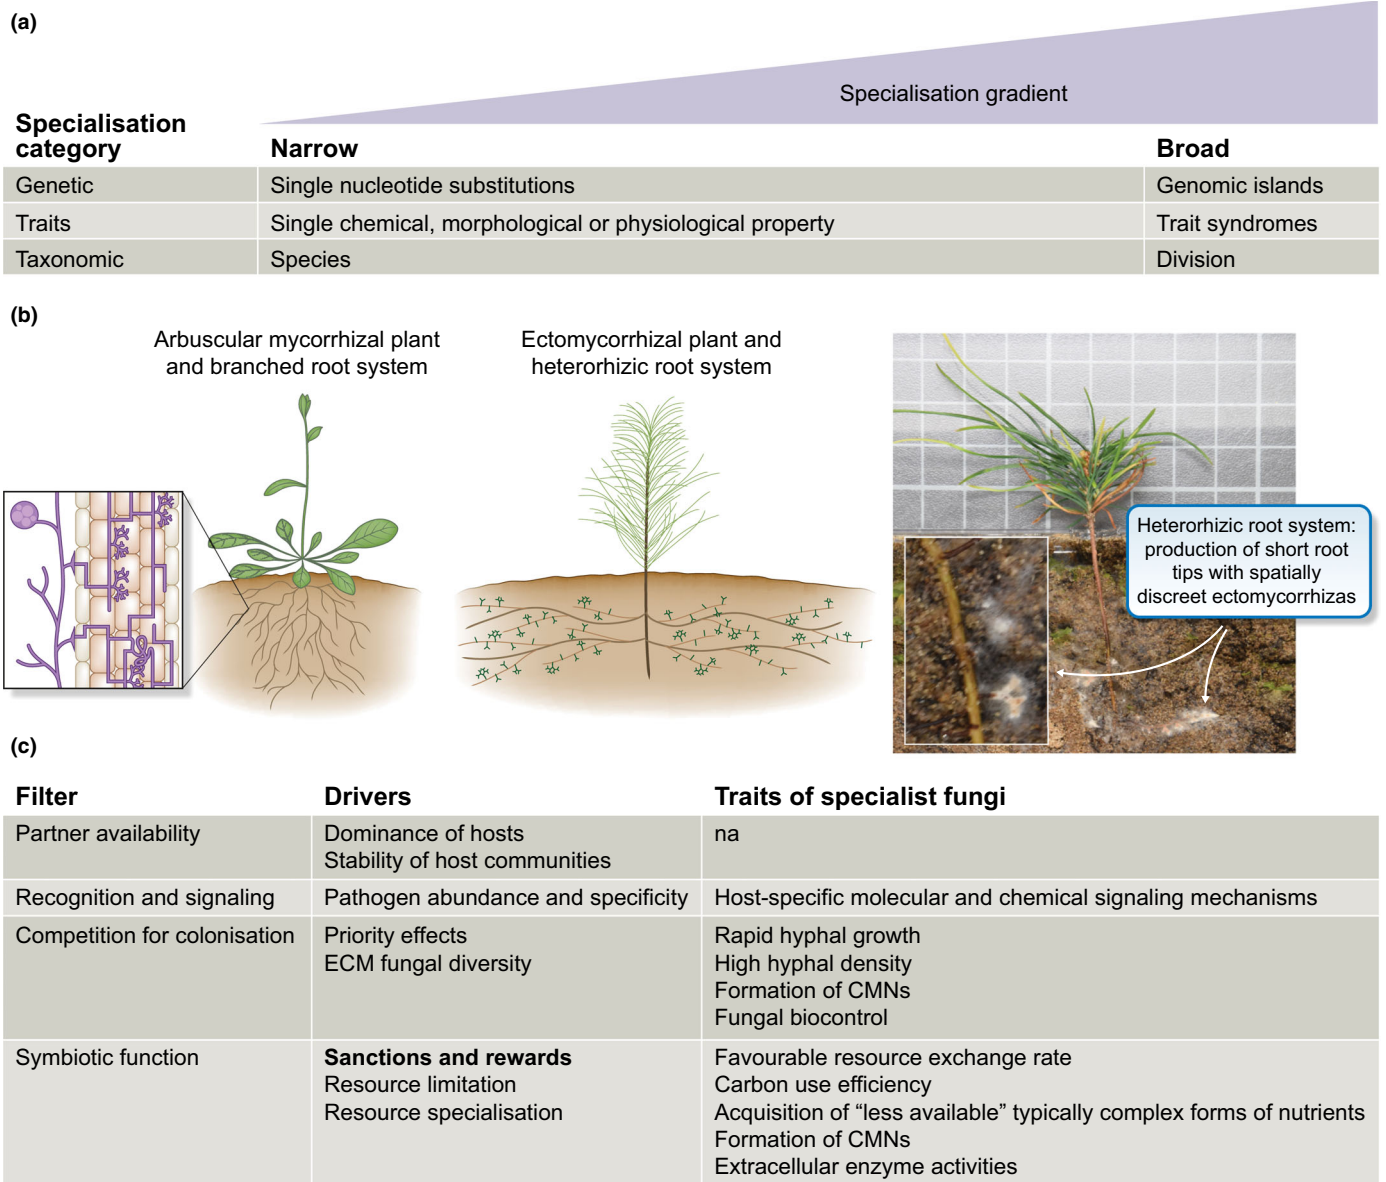 (a)
Specialisation gradient
Specialisation
category
Narrow
Broad
Genetic
Single nucleotide substitutions
Genomic islands
Traits
Single chemical, morphological or physiological property
Trait syndromes
Taxonomic
Species
Division
(b)
Arbuscular mycorrhizal plant
and branched root system
Ectomycorrhizal plant and
heterorhizic root system
Heterorhizic root system:
production of short root
tips with spatially
discreet ectomycorrhizas
(c)
Filter
Drivers
Traits of specialist fungi
Partner availability
Dominance of hosts
Stability of host communities
na
Recognition and signaling
Pathogen abundance and specificity
Host-specific molecular and chemical signaling mechanisms
Competition for colonisation
Priority effects
ECM fungal diversity
Rapid hyphal growth
High hyphal density
Formation of CMNs
Fungal biocontrol
Symbiotic function
Sanctions and rewards
Resource limitation
Resource specialisation
Favourable resource exchange rate
Carbon use efficiency
Acquisition of “less available” typically complex forms of nutrients
Formation of CMNs
Extracellular enzyme activities